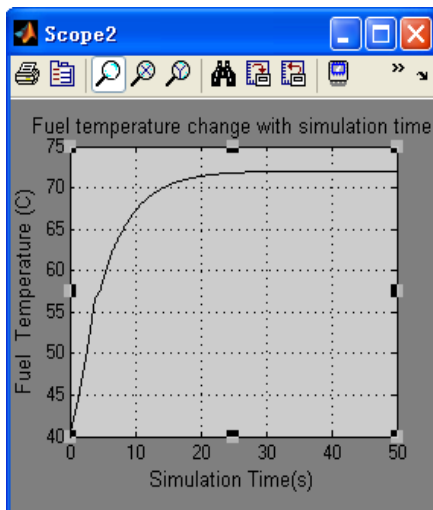 Scope2
»
Fuel temperature change with simulation time
75
70
65
60
55
50
45
40
Fuel Temperature (C)
0 10 20 30 40 50
Simulation Time(s)